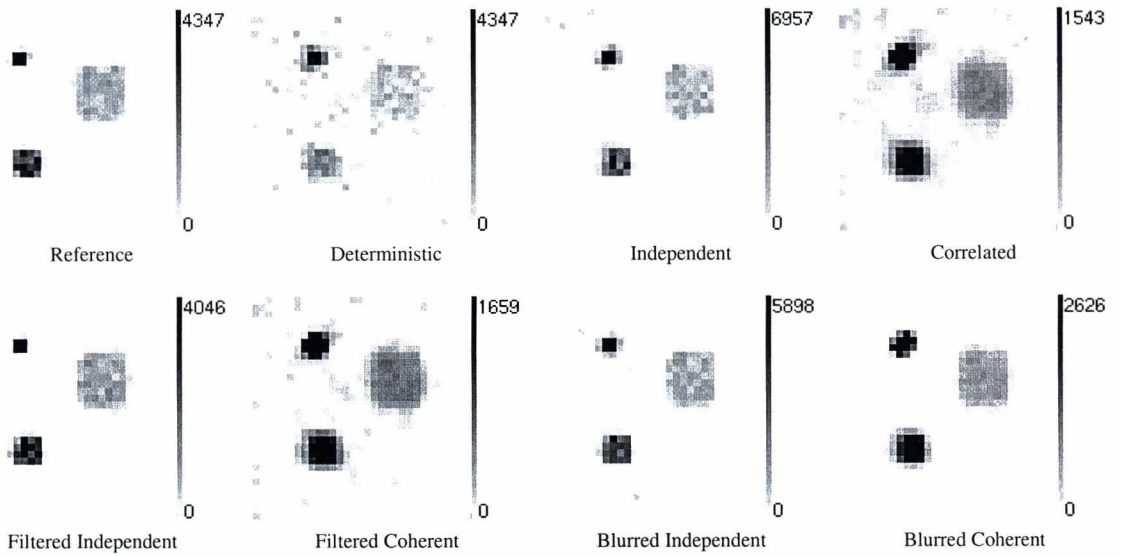 4347
0
Reference
4347
0
Deterministic
6957
0
Independent
1543
0
Correlated
4046
0
Filtered Independent
1659
0
Filtered Coherent
5898
0
Blurred Independent
2626
0
Blurred Coherent